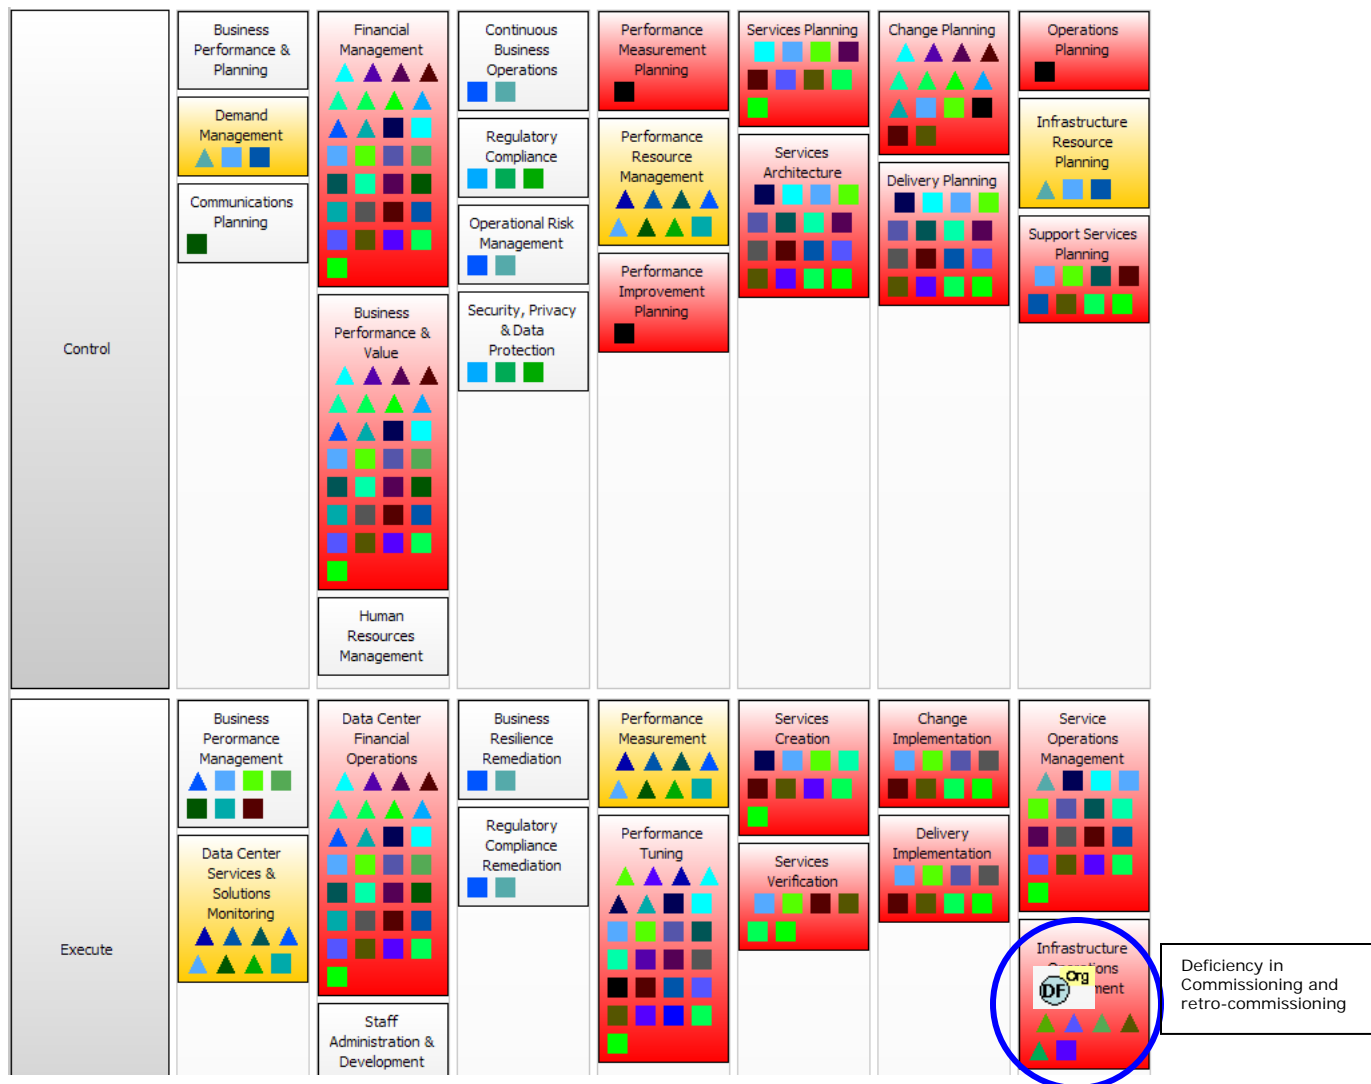 Control
Business
Performance &
Planning
Demand
Management
Communications
Planning
Financial
Management
Business
Performance &
Value
Human
Resources
Management
Continuous
Business
Operations
Regulatory
Compliance
Operational Risk
Management
Security, Privacy
& Data
Protection
Performance
Measurement
Planning
Performance
Resource
Management
Performance
Improvement
Planning
Services Planning
Services
Architecture
Change Planning
Delivery Planning
Operations
Planning
Infrastructure
Resource
Planning
Support Services
Planning
Execute
Business
Perormance
Management
Data Center
Services &
Solutions
Monitoring
Data Center
Financial
Operations
Staff
Administration &
Development
Business
Resilience
Remediation
Regulatory
Compliance
Remediation
Performance
Measurement
Performance
Tuning
Services
Creation
Services
Verification
Change
Implementation
Delivery
Implementation
Service
Operations
Management
Infrastructure
Org
DF
Deficiency in
Commissioning and
retro-commissioning